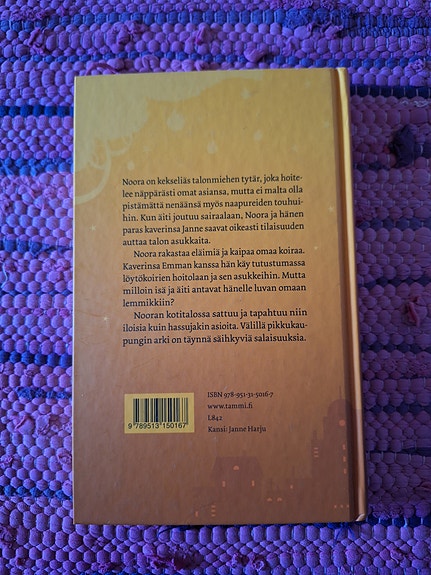 Noora on kekseliäs talonmiehen tytär, joka hoite-
lee näppärästi omat asiansa, mutta ei malta olla
pistämättä nenäänsä myös naapureiden touhui-
hin. Kun äiti joutuu sairaalaan, Noora ja hänen
paras kaverinsa Janne saavat oikeasti tilaisuuden
auttaa talon asukkaita.
Noora rakastaa eläimiä ja kaipaa omaa koiraa.
Kaverinsa Emman kanssa hän käy tutustumassa
löytökoirien hoitolaan ja sen asukkeihin. Mutta
milloin isä ja äiti antavat hänelle luvan omaan
lemmikkiin?
Nooran kotitalossa sattuu ja tapahtuu niin
iloisia kuin hassujakin asioita. Välillä pikkukau-
pungin arki on täynnä säihkyviä salaisuuksia.
ISBN 978-951-31-5016-7
www.tammi.fi
L842
Kansi: Janne Harju
9 789513 150167